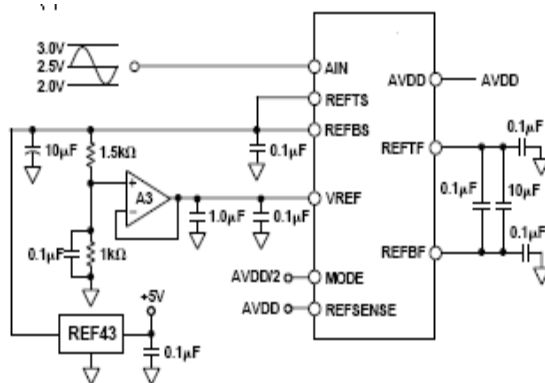 3.0V
2.5V
2.0V
AIN
REFTS
REFBS
VREF
MODE
REFSENSE
AVDD
AVDD
REFTF
REFBF
0.1µF
0.1µF
10µF
0.1µF
10µF
1.5kΩ
0.1µF
A3
+
−
1.0µF
0.1µF
0.1µF
1kΩ
AVDD/2
AVDD
+5V
REF43
0.1µF